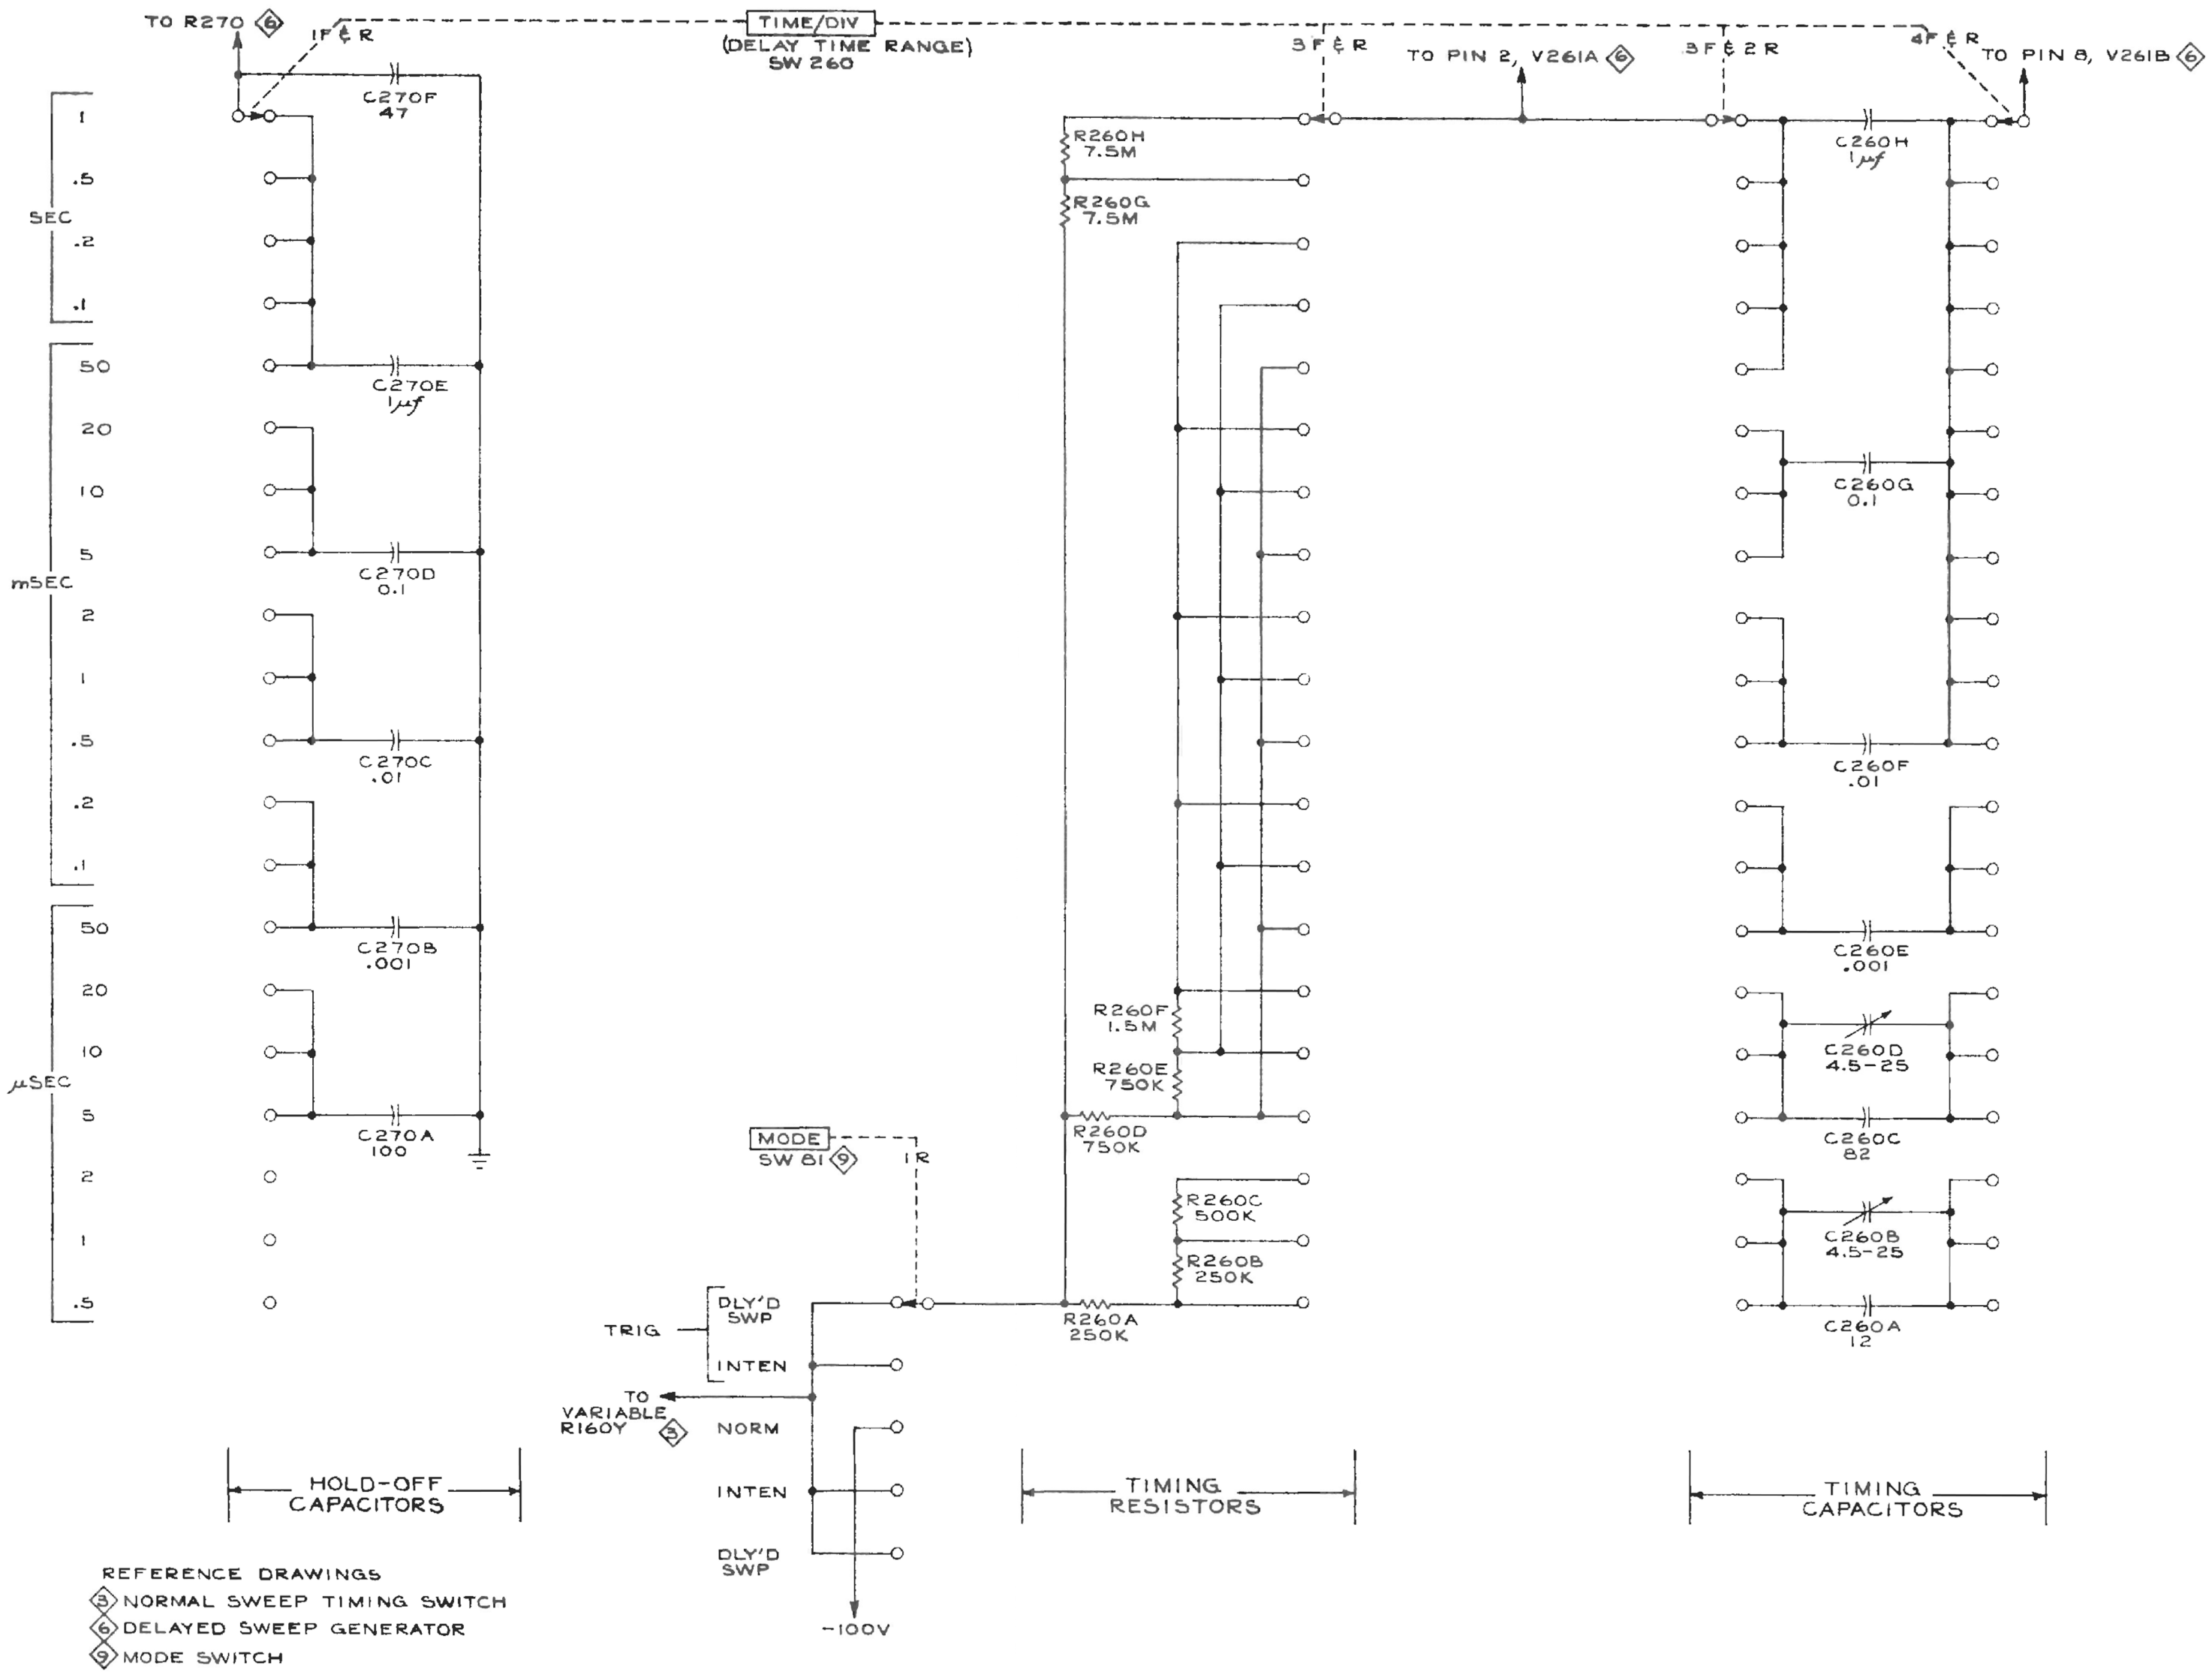 TO R270 6
1F & R
TIME/DIV
(DELAY TIME RANGE)
SW 260
3F & R
TO PIN 2, V261A 6
3F & 2R
4F & R
TO PIN 8, V261B 6
C270F
47
SEC
1
.5
.2
.1
mSEC
50
20
10
5
2
1
.5
.2
.1
µSEC
50
20
10
5
2
1
.5
C270E
1µf
C270D
0.1
C270C
.01
C270B
.001
C270A
100
R260H
7.5M
R260G
7.5M
R260F
1.5M
R260E
750K
R260D
750K
R260C
500K
R260B
250K
R260A
250K
C260H
1µf
C260G
0.1
C260F
.01
C260E
.001
C260D
4.5-25
C260C
82
C260B
4.5-25
C260A
12
MODE
SW 81 9
1R
TRIG
DLY'D
SWP
INTEN
TO
VARIABLE
R160Y 3
NORM
INTEN
DLY'D
SWP
-100V
HOLD-OFF
CAPACITORS
TIMING
RESISTORS
TIMING
CAPACITORS
REFERENCE DRAWINGS
3 NORMAL SWEEP TIMING SWITCH
6 DELAYED SWEEP GENERATOR
9 MODE SWITCH